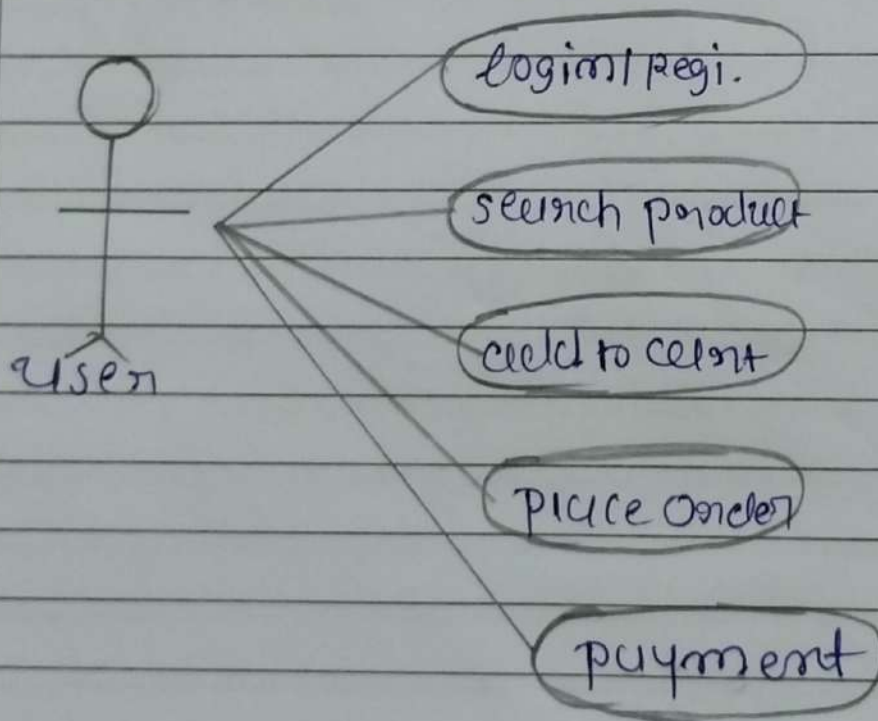 login/Regi.
search product
add to cart
user
place order
payment